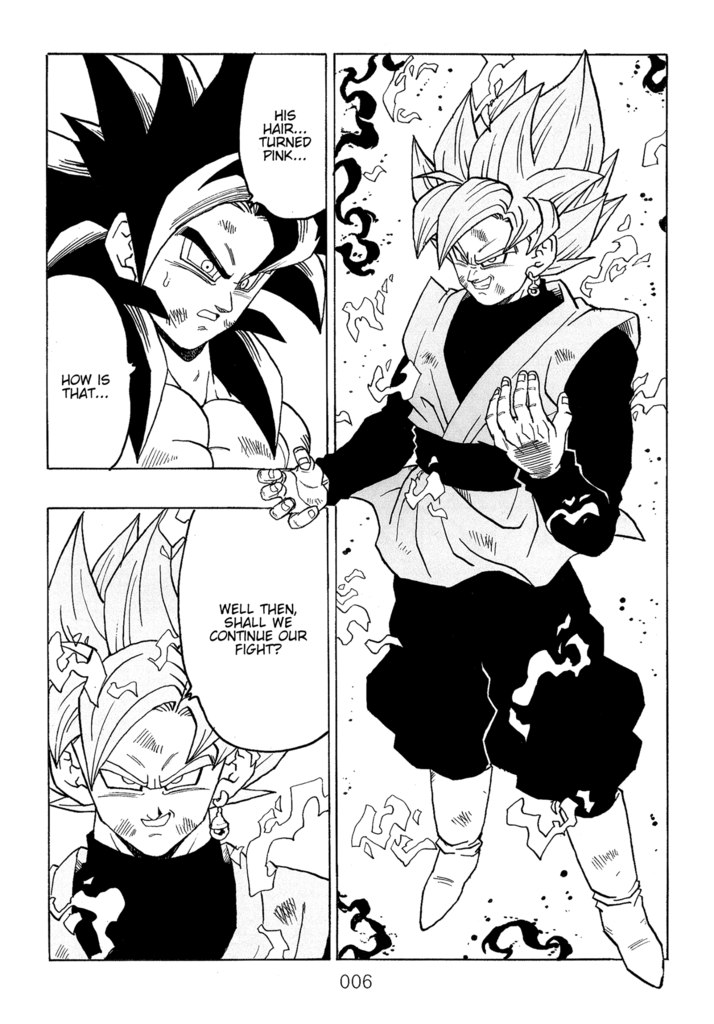 HIS
HAIR...
TURNED
PINK...
HOW IS
THAT...
WELL THEN,
SHALL WE
CONTINUE OUR
FIGHT?
006